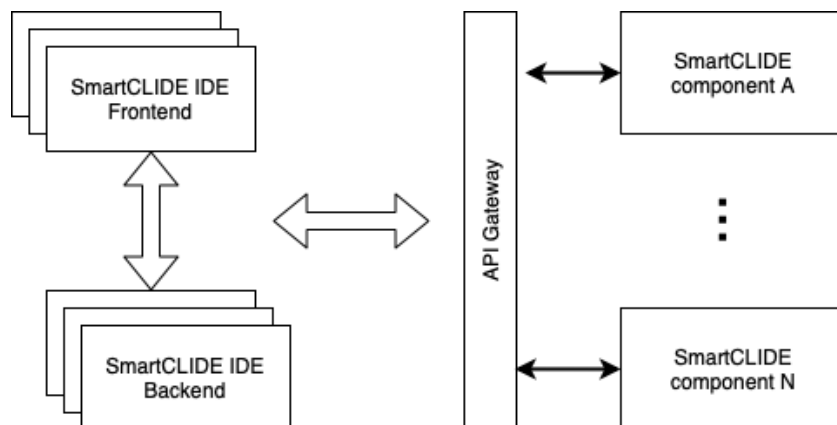 SmartCLIDE IDE
Frontend
SmartCLIDE IDE
Backend
API Gateway
SmartCLIDE
component A
SmartCLIDE
component N